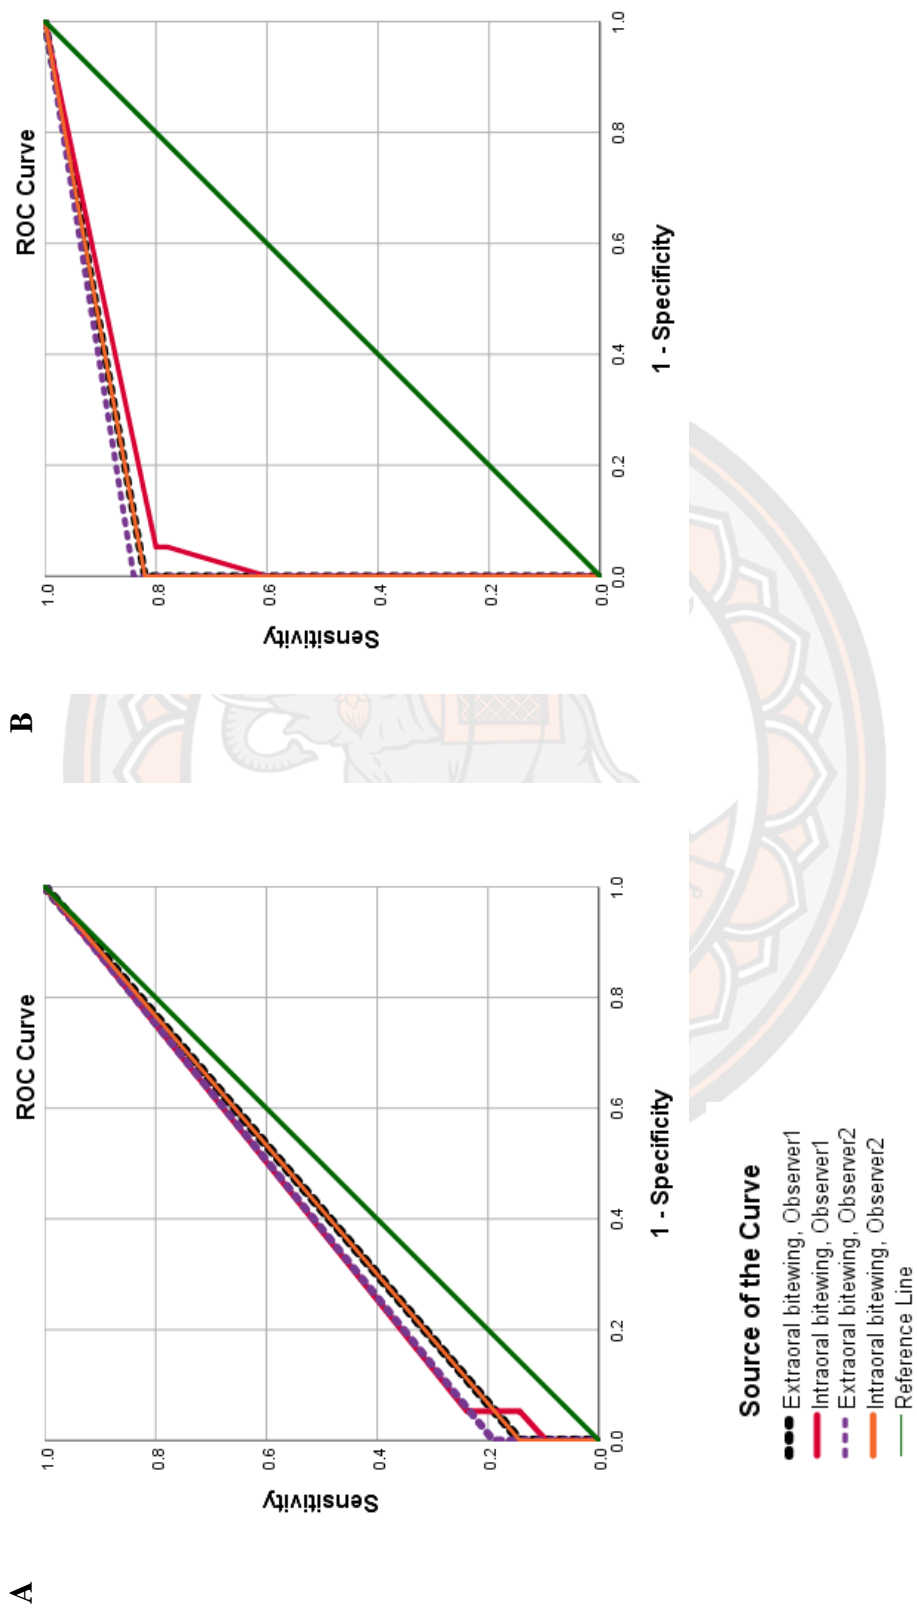 A
ROC Curve
Sensitivity
1.0
0.8
0.6
0.4
0.2
0.0
0.0
0.2
0.4
0.6
0.8
1.0
1 - Specificity
B
ROC Curve
Sensitivity
1.0
0.8
0.6
0.4
0.2
0.0
0.0
0.2
0.4
0.6
0.8
1.0
1 - Specificity
Source of the Curve
Extraoral bitewing, Observer1
Intraoral bitewing, Observer1
Extraoral bitewing, Observer2
Intraoral bitewing, Observer2
Reference Line